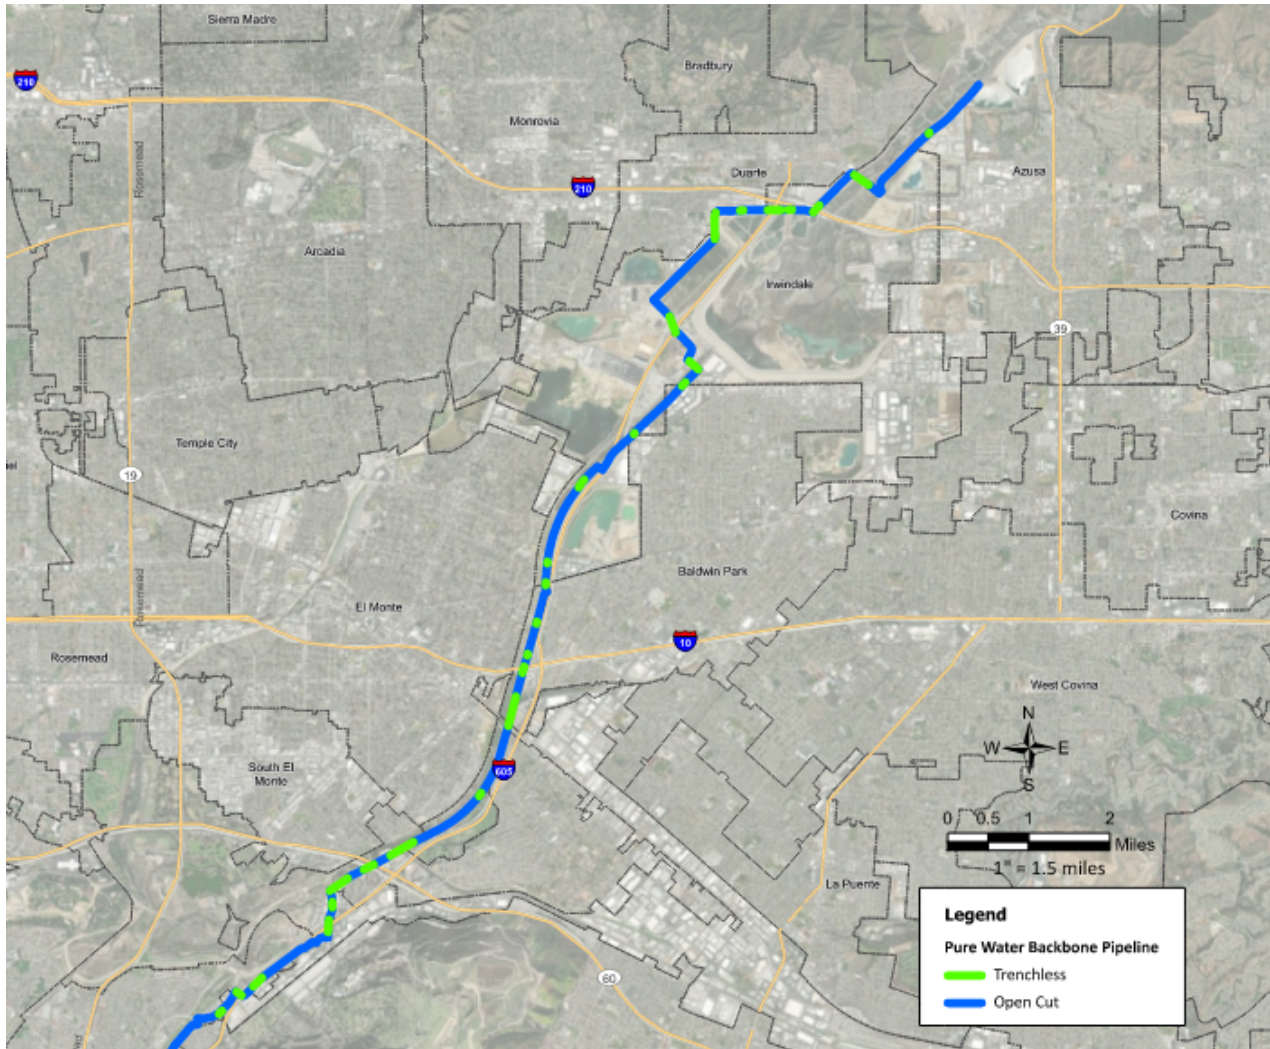 Sierra Madre
210
Bradbury
Monrovia
Rosemead
Duarte
Azusa
210
Arcadia
Irwindale
39
Temple City
19
Covina
Baldwin Park
Rosemead
El Monte
10
Rosemead
West Covina
N
W E
S
South El
Monte
605
0 0.5 1 2
Miles
1" = 1.5 miles
La Puente
Legend
Pure Water Backbone Pipeline
Trenchless
Open Cut
60